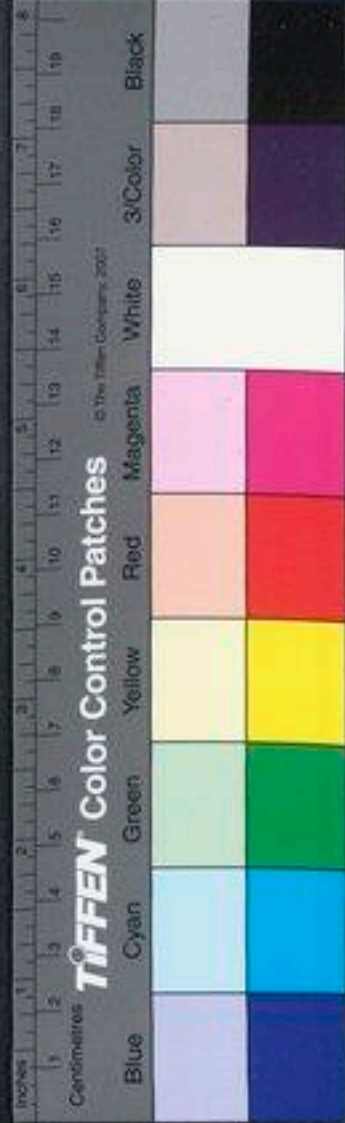 Inches 1 2 3 4 5 6 7 8
Centimetres 1 2 3 4 5 6 7 8 9 10 11 12 13 14 15 16 17 18 19
TIFFEN® Color Control Patches © The Tiffen Company, 2007
Blue Cyan Green Yellow Red Magenta White 3/Color Black